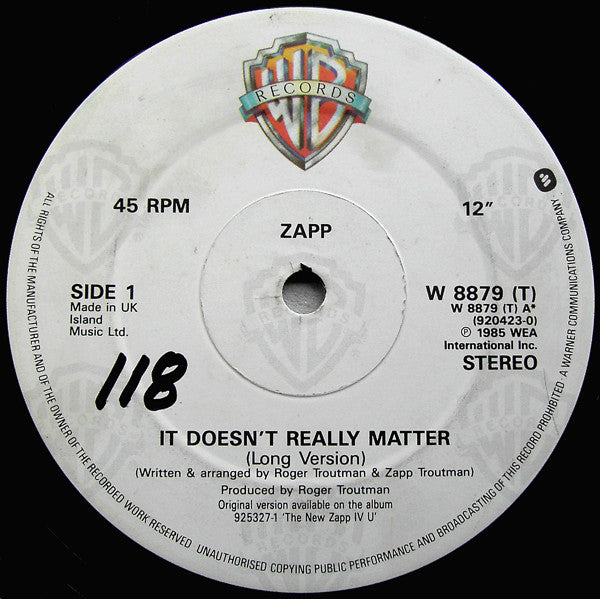 WB
RECORDS
45 RPM
12”
ZAPP
SIDE 1
Made in UK
Island
Music Ltd.
W 8879 (T)
W 8879 (T) A*
(920423-0)
℗ 1985 WEA
International Inc.
STEREO
118
IT DOESN'T REALLY MATTER
(Long Version)
(Written & arranged by Roger Troutman & Zapp Troutman)
Produced by Roger Troutman
Original version available on the album
925327-1 ‘The New Zapp IV U’
ALL RIGHTS OF THE MANUFACTURER AND OF THE OWNER OF THE RECORDED WORK RESERVED UNAUTHORISED COPYING PUBLIC PERFORMANCE AND BROADCASTING OF THIS RECORD PROHIBITED · A WARNER COMMUNICATIONS COMPANY